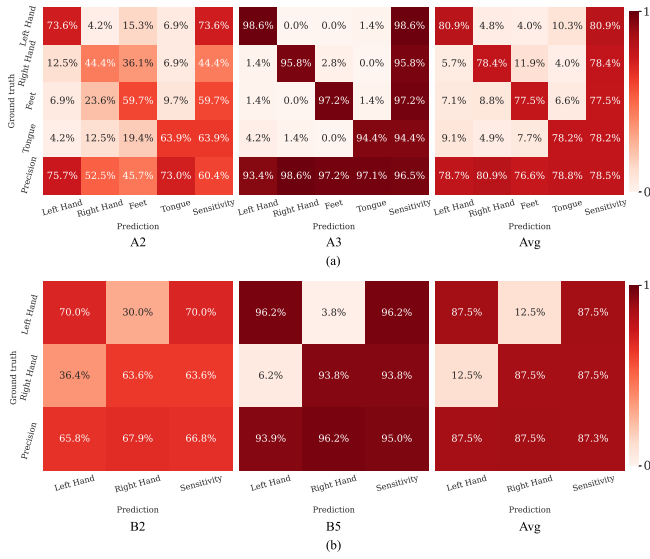 Left Hand 73.6% 4.2% 15.3% 6.9% 73.6% 98.6% 0.0% 0.0% 1.4% 98.6% 80.9% 4.8% 4.0% 10.3% 80.9% 1
Right Hand 12.5% 44.4% 36.1% 6.9% 44.4% 1.4% 95.8% 2.8% 0.0% 95.8% 5.7% 78.4% 11.9% 4.0% 78.4%
Ground truth
Feet 6.9% 23.6% 59.7% 9.7% 59.7% 1.4% 0.0% 97.2% 1.4% 97.2% 7.1% 8.8% 77.5% 6.6% 77.5%
Tongue 4.2% 12.5% 19.4% 63.9% 63.9% 4.2% 1.4% 0.0% 94.4% 94.4% 9.1% 4.9% 7.7% 78.2% 78.2%
Precision 75.7% 52.5% 45.7% 73.0% 60.4% 93.4% 98.6% 97.2% 97.1% 96.5% 78.7% 80.9% 76.6% 78.8% 78.5% 0
Left Hand Right Hand Feet Tongue Sensitivity Left Hand Right Hand Feet Tongue Sensitivity Left Hand Right Hand Feet Tongue Sensitivity
Prediction Prediction Prediction
A2 A3 Avg
(a)
Left Hand 70.0% 30.0% 70.0% 96.2% 3.8% 96.2% 87.5% 12.5% 87.5% 1
Ground truth
Right Hand 36.4% 63.6% 63.6% 6.2% 93.8% 93.8% 12.5% 87.5% 87.5%
Precision 65.8% 67.9% 66.8% 93.9% 96.2% 95.0% 87.5% 87.5% 87.3% 0
Left Hand Right Hand Sensitivity Left Hand Right Hand Sensitivity Left Hand Right Hand Sensitivity
Prediction Prediction Prediction
B2 B5 Avg
(b)